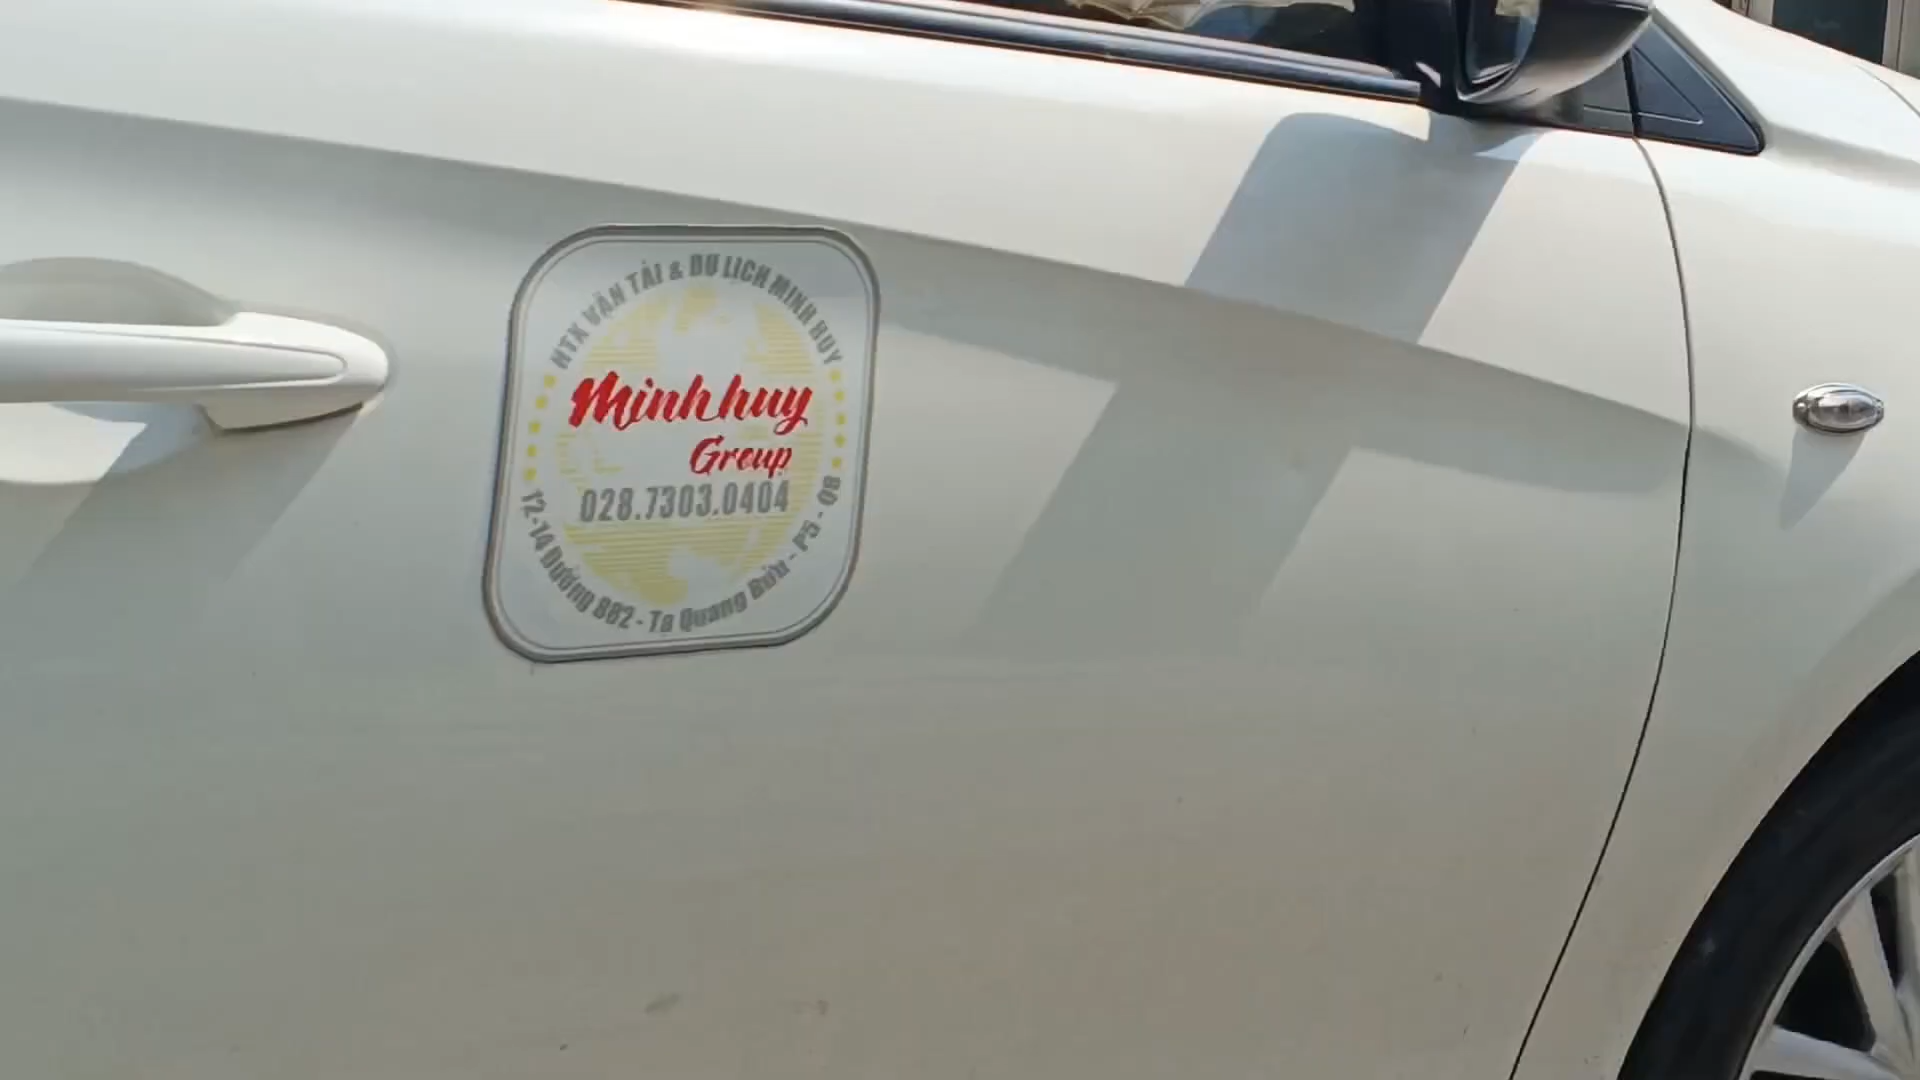 HTX VẬN TẢI & DU LỊCH MINH HUY
Minh huy
Group
028.7303.0404
12-14 Đường 802 - Tạ Quang Bửu - P5 - Q8